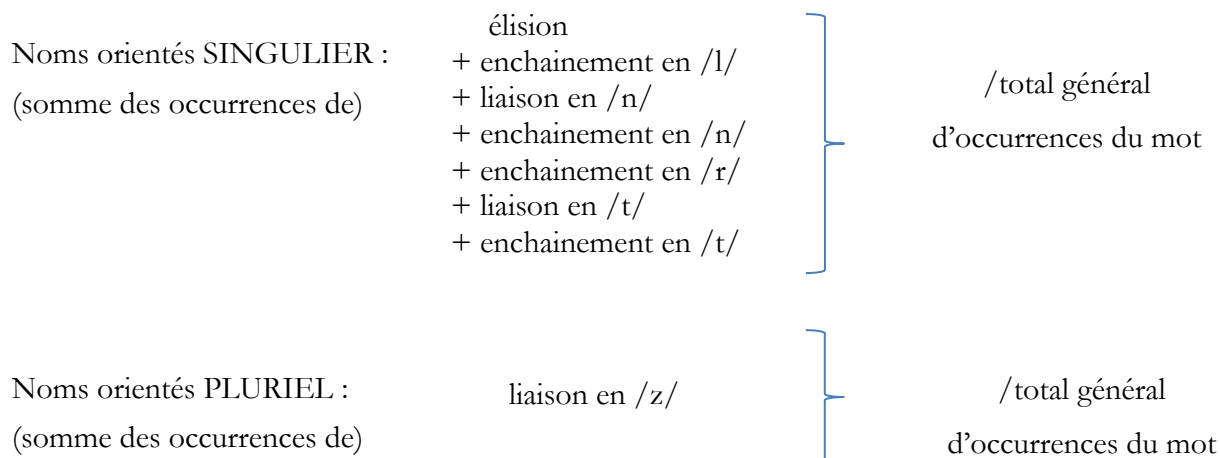 élision
Noms orientés SINGULIER :
+ enchainement en /l/
(somme des occurrences de)
+ liaison en /n/
+ enchainement en /n/
+ enchainement en /r/
+ liaison en /t/
+ enchainement en /t/
/total général
d’occurrences du mot
Noms orientés PLURIEL :
(somme des occurrences de)
liaison en /z/
/total général
d’occurrences du mot